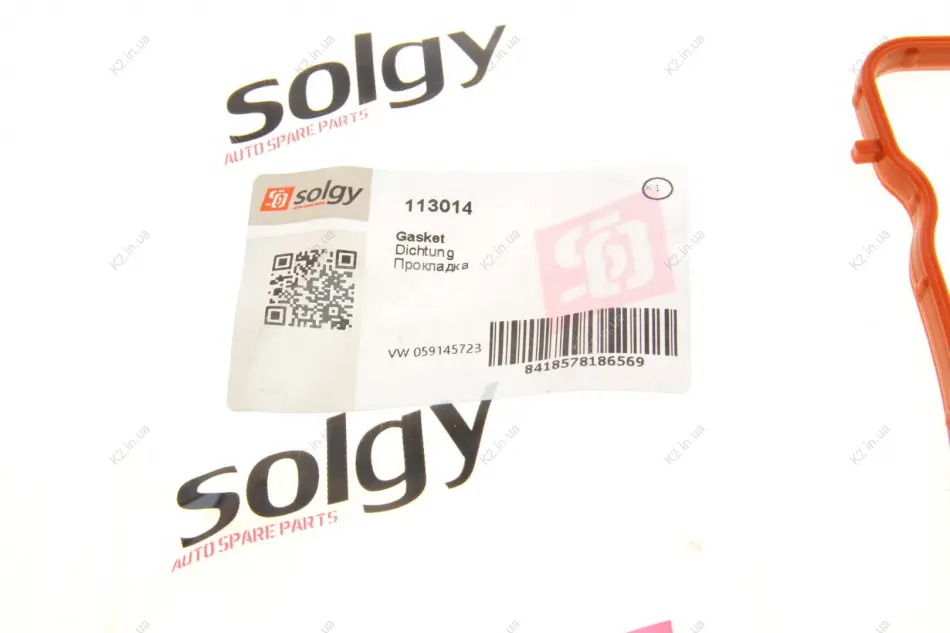 solgy
AUTO SPARE PARTS
solgy
113014
x1
Gasket
Dichtung
Прокладка
VW 059145723
8418578186569
solgy
AUTO SPARE PARTS
K2.in.ua